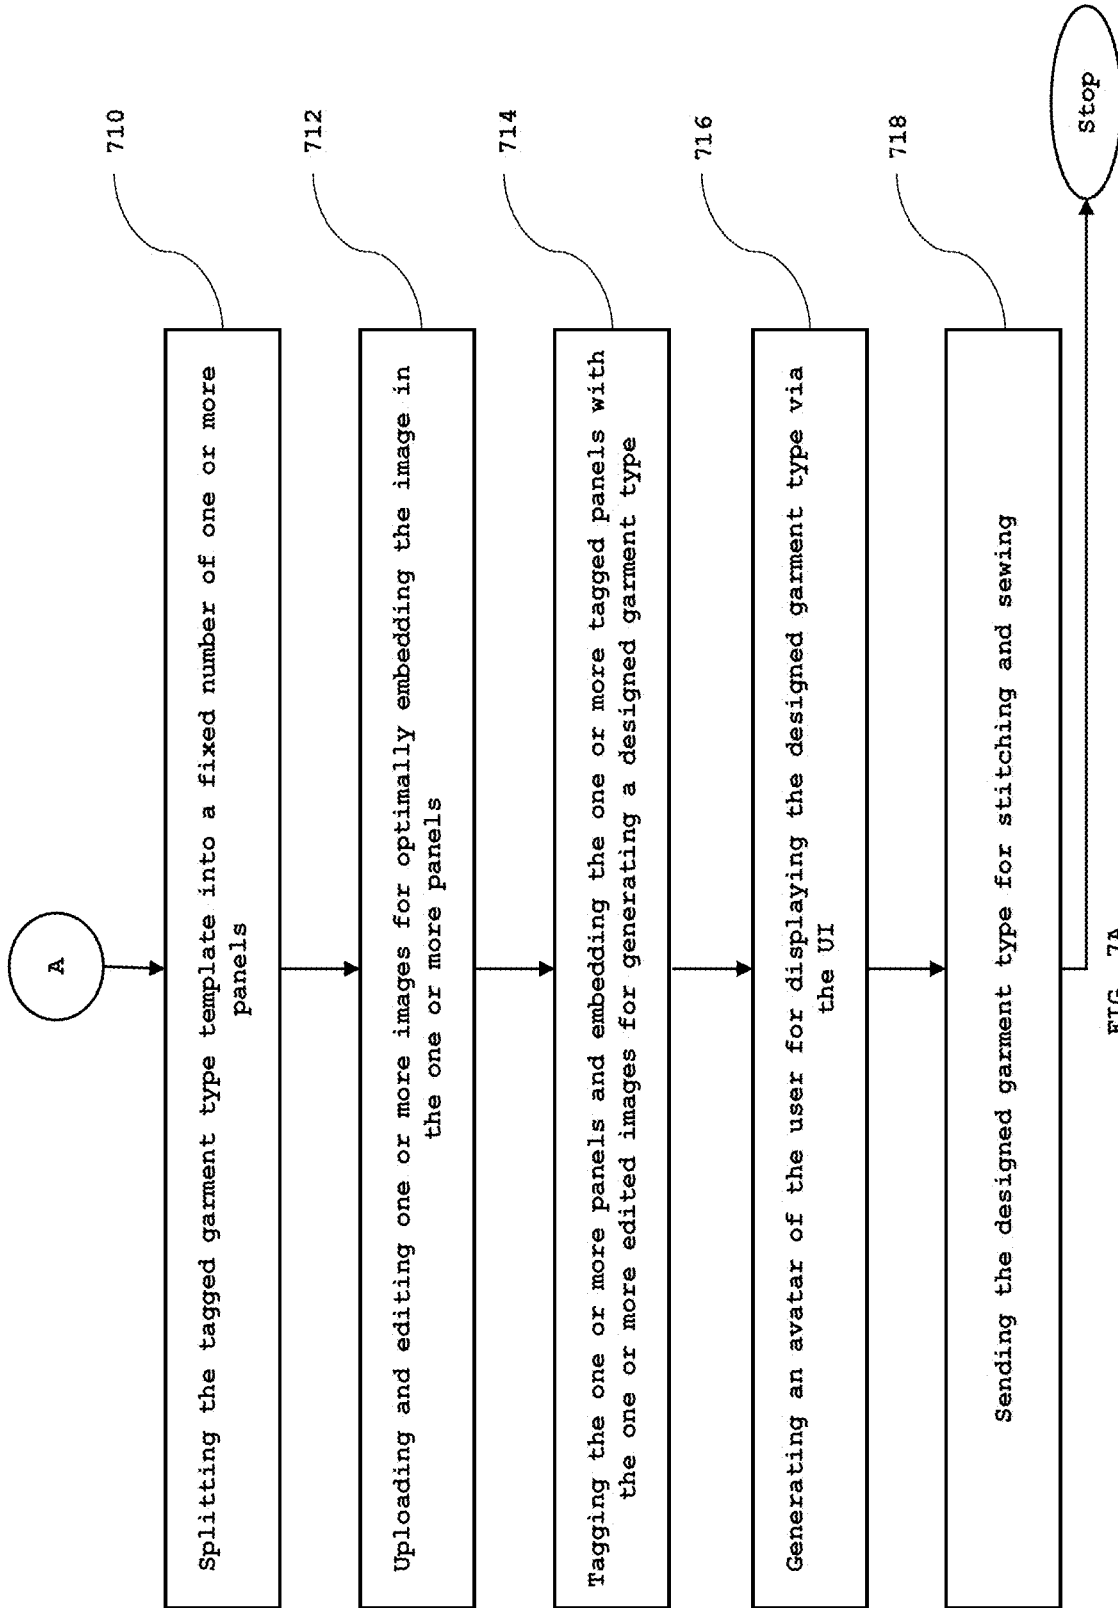 A
710
Splitting the tagged garment type template into a fixed number of one or more
panels
712
Uploading and editing one or more images for optimally embedding the image in
the one or more panels
714
Tagging the one or more panels and embedding the one or more tagged panels with
the one or more edited images for generating a designed garment type
716
Generating an avatar of the user for displaying the designed garment type via
the UI
718
Sending the designed garment type for stitching and sewing
Stop
FIG. 7A